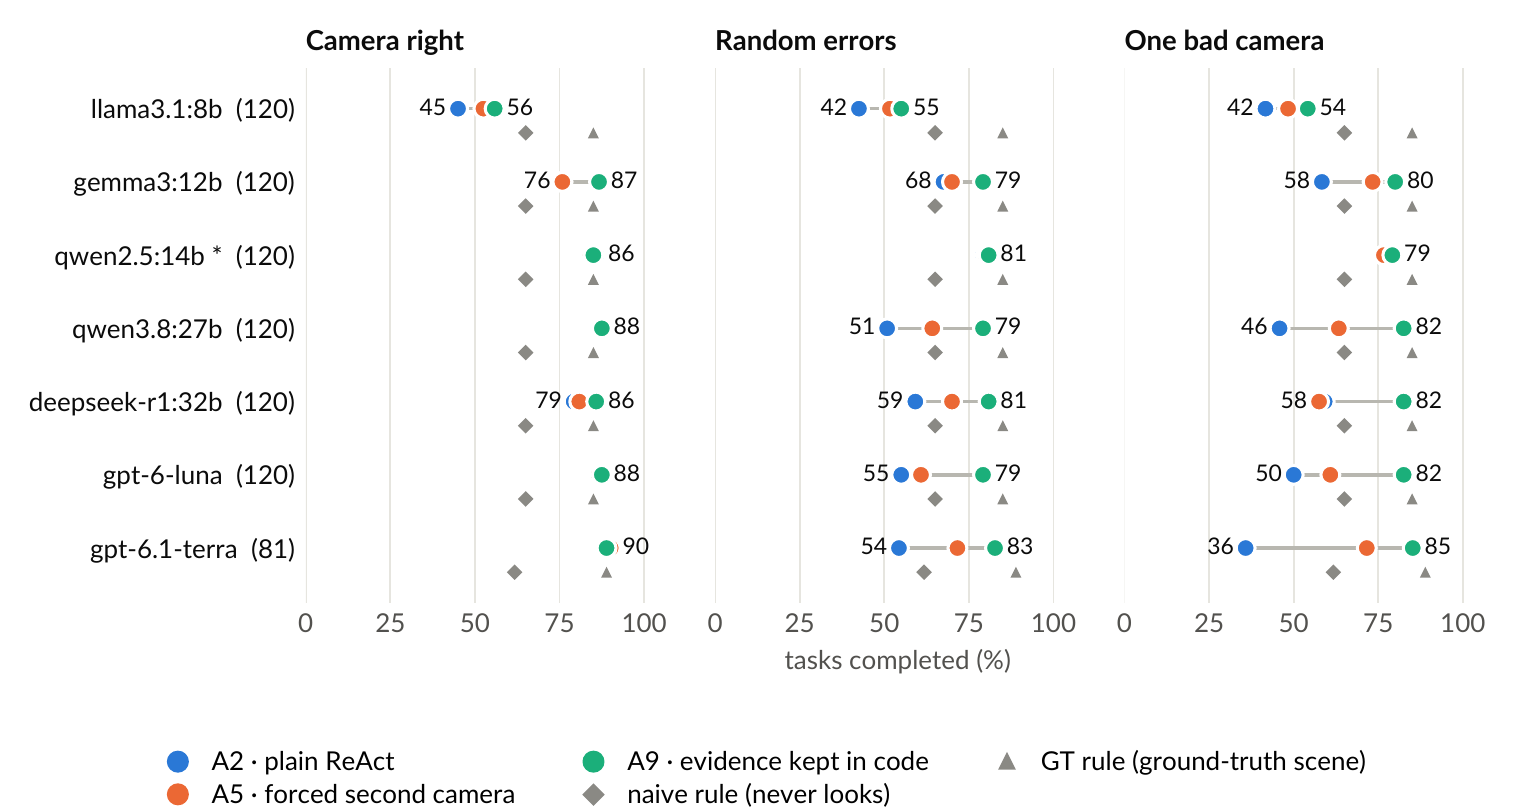 Camera right Random errors One bad camera
llama3.1:8b (120) 45 56 42 55 42 54
gemma3:12b (120) 76 87 68 79 58 80
qwen2.5:14b * (120) 86 81 79
qwen3.8:27b (120) 88 51 79 46 82
deepseek-r1:32b (120) 79 86 59 81 58 82
gpt-6-luna (120) 88 55 79 50 82
gpt-6.1-terra (81) 90 54 83 36 85
0 25 50 75 100 0 25 50 75 100 0 25 50 75 100
tasks completed (%)
A2 · plain ReAct A9 · evidence kept in code GT rule (ground-truth scene)
A5 · forced second camera naive rule (never looks)